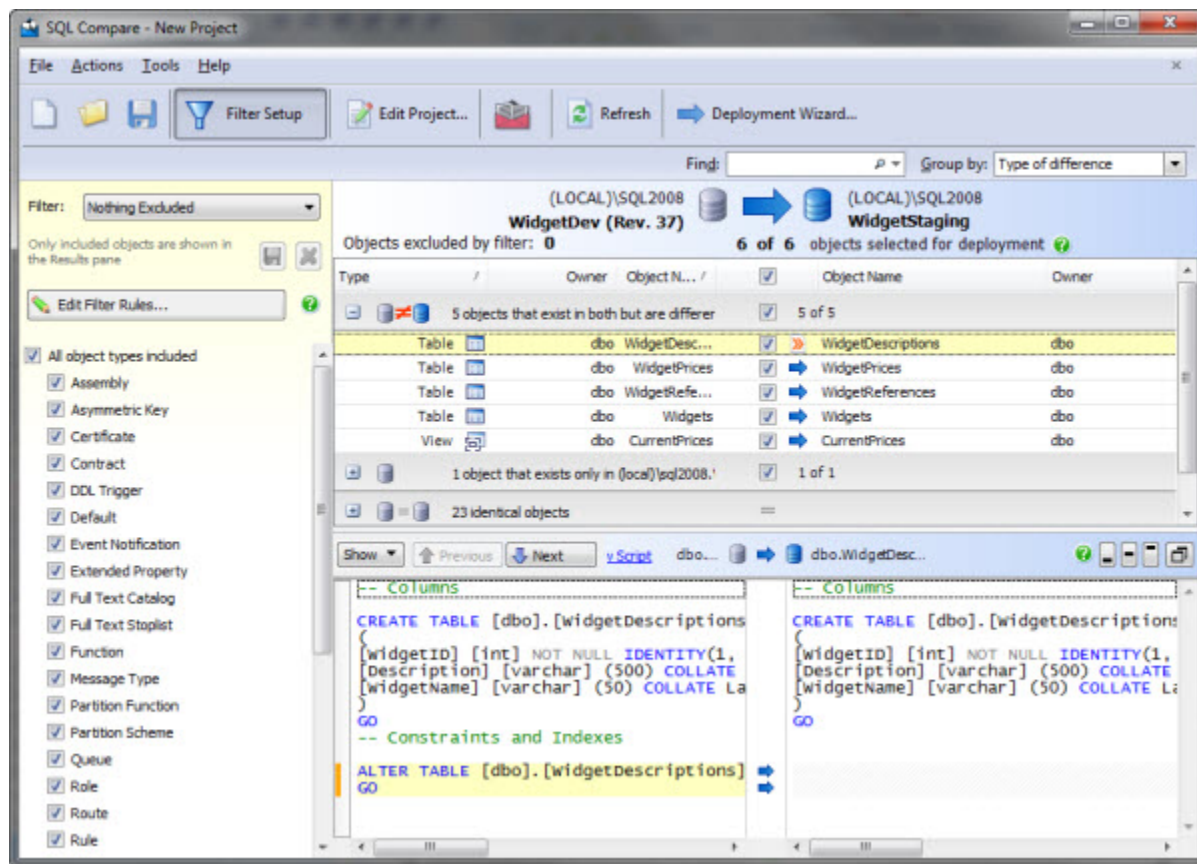 SQL Compare - New Project
File Actions Tools Help
Filter Setup Edit Project... Refresh Deployment Wizard...
Find: Group by: Type of difference
Filter: Nothing Excluded
Only included objects are shown in
the Results pane
Edit Filter Rules...
All object types included
Assembly
Asymmetric Key
Certificate
Contract
DDL Trigger
Default
Event Notification
Extended Property
Full Text Catalog
Full Text Stoplist
Function
Message Type
Partition Function
Partition Scheme
Queue
Role
Route
Rule
(LOCAL)\SQL2008 (LOCAL)\SQL2008
WidgetDev (Rev. 37) WidgetStaging
Objects excluded by filter: 0 6 of 6 objects selected for deployment
Type Owner Object N... Object Name Owner
5 objects that exist in both but are differer 5 of 5
Table dbo WidgetDesc... WidgetDescriptions dbo
Table dbo WidgetPrices WidgetPrices dbo
Table dbo WidgetRefe... WidgetReferences dbo
Table dbo Widgets Widgets dbo
View dbo CurrentPrices CurrentPrices dbo
1 object that exists only in (local)\sql2008.' 1 of 1
23 identical objects =
Show Previous Next v Script dbo.... dbo.WidgetDesc...
-- Columns
CREATE TABLE [dbo].[WidgetDescriptions
(
[WidgetID] [int] NOT NULL IDENTITY(1,
[Description] [varchar] (500) COLLATE
[WidgetName] [varchar] (50) COLLATE La
)
GO
-- Constraints and Indexes
ALTER TABLE [dbo].[WidgetDescriptions]
GO
-- Columns
CREATE TABLE [dbo].[WidgetDescriptions
(
[WidgetID] [int] NOT NULL IDENTITY(1,
[Description] [varchar] (500) COLLATE
[WidgetName] [varchar] (50) COLLATE La
)
GO